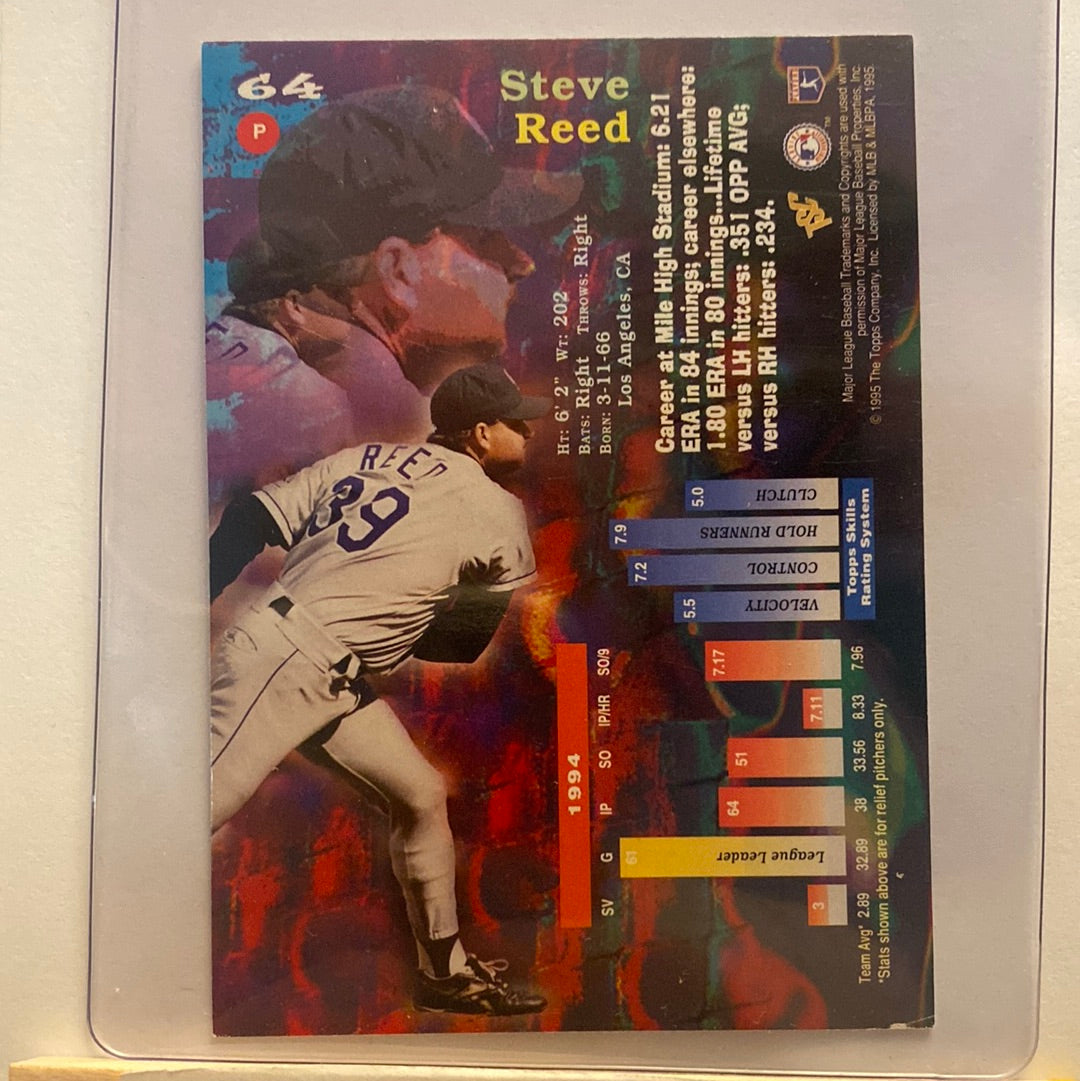 64
P
Steve
Reed
REED
39
HT: 6' 2" WT: 202
BATS: Right THROWS: Right
BORN: 3-11-66
Los Angeles, CA
Career at Mile High Stadium: 6.21
ERA in 84 innings; career elsewhere:
1.80 ERA in 80 innings...Lifetime
versus LH hitters: .351 OPP AVG;
versus RH hitters: .234.
TSC
TM
Major League Baseball Trademarks and Copyrights are used with
permission of Major League Baseball Properties, Inc.
© 1995 The Topps Company, Inc. Licensed by MLB & MLBPA, 1995.
5.5 VELOCITY
7.2 CONTROL
7.9 HOLD RUNNERS
5.0 CLUTCH
Topps Skills
Rating System
1994
SV G IP SO IP/HR SO/9
3 61 64 51 7.11 7.17
League Leader
Team Avg* 2.89 32.89 38 33.56 8.33 7.96
*Stats shown above are for relief pitchers only.